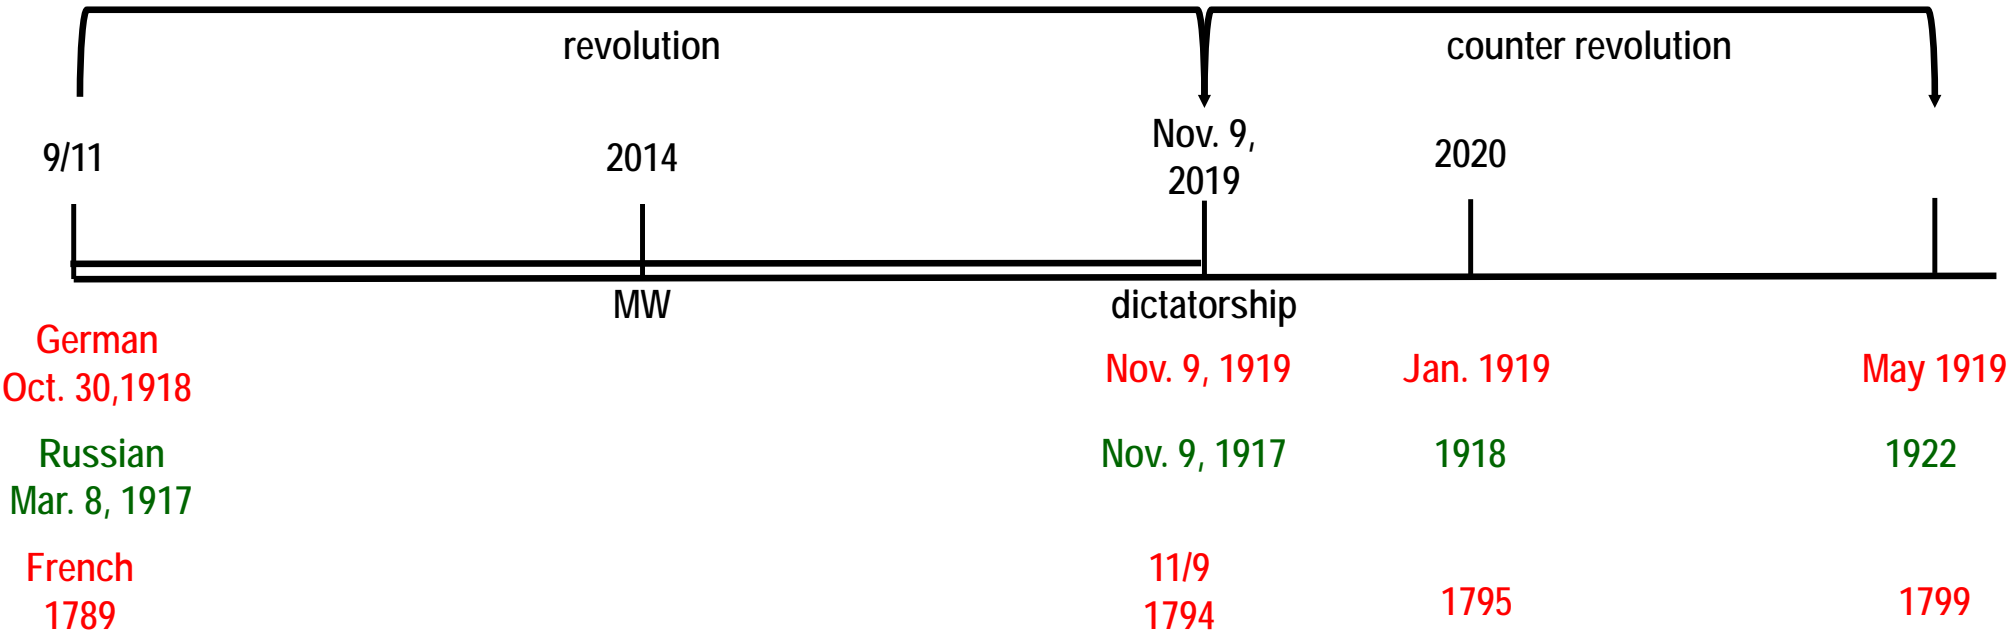 revolution
counter revolution
9/11
2014
Nov. 9,
2019
2020
MW
dictatorship
German
Oct. 30,1918
Nov. 9, 1919
Jan. 1919
May 1919
Russian
Mar. 8, 1917
Nov. 9, 1917
1918
1922
French
1789
11/9
1794
1795
1799